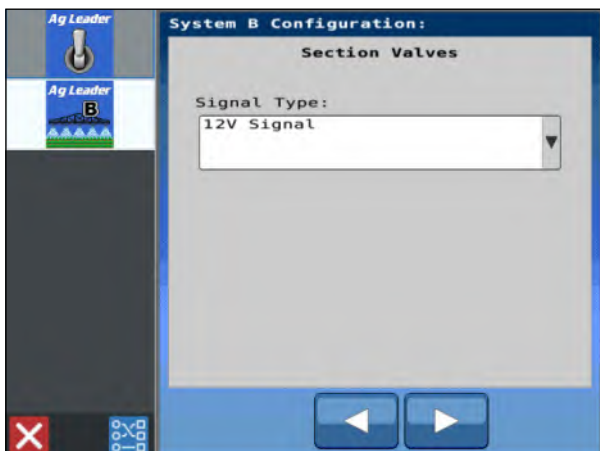 Ag Leader
System B Configuration:
Section Valves
Ag Leader
B
Signal Type:
12V Signal